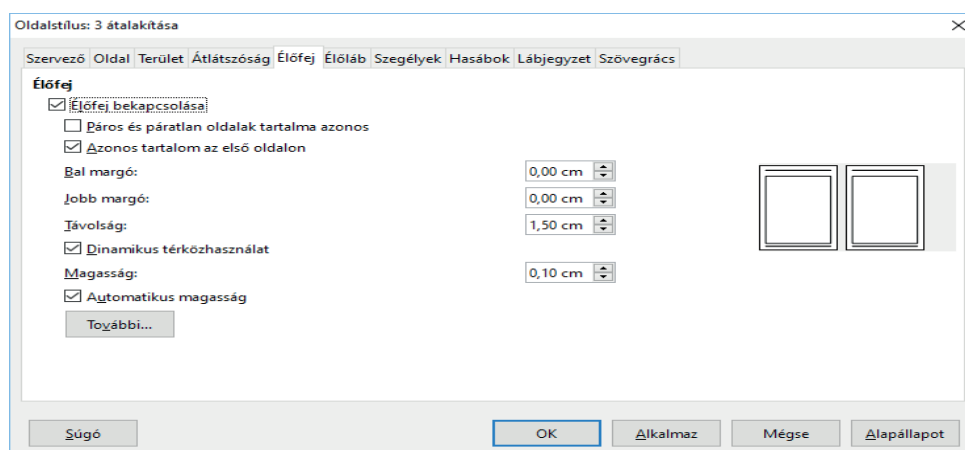 Oldalstílus: 3 átalakítása
Szervező Oldal Terület Átlátszóság Élőfej Élőláb Szegélyek Hasábok Lábjegyzet Szövegrács
Élőfej
Élőfej bekapcsolása
Páros és páratlan oldalak tartalma azonos
Azonos tartalom az első oldalon
Bal margó: 0,00 cm
Jobb margó: 0,00 cm
Távolság: 1,50 cm
Dinamikus térközhasználat
Magasság: 0,10 cm
Automatikus magasság
További...
Súgó OK Alkalmaz Mégse Alapállapot